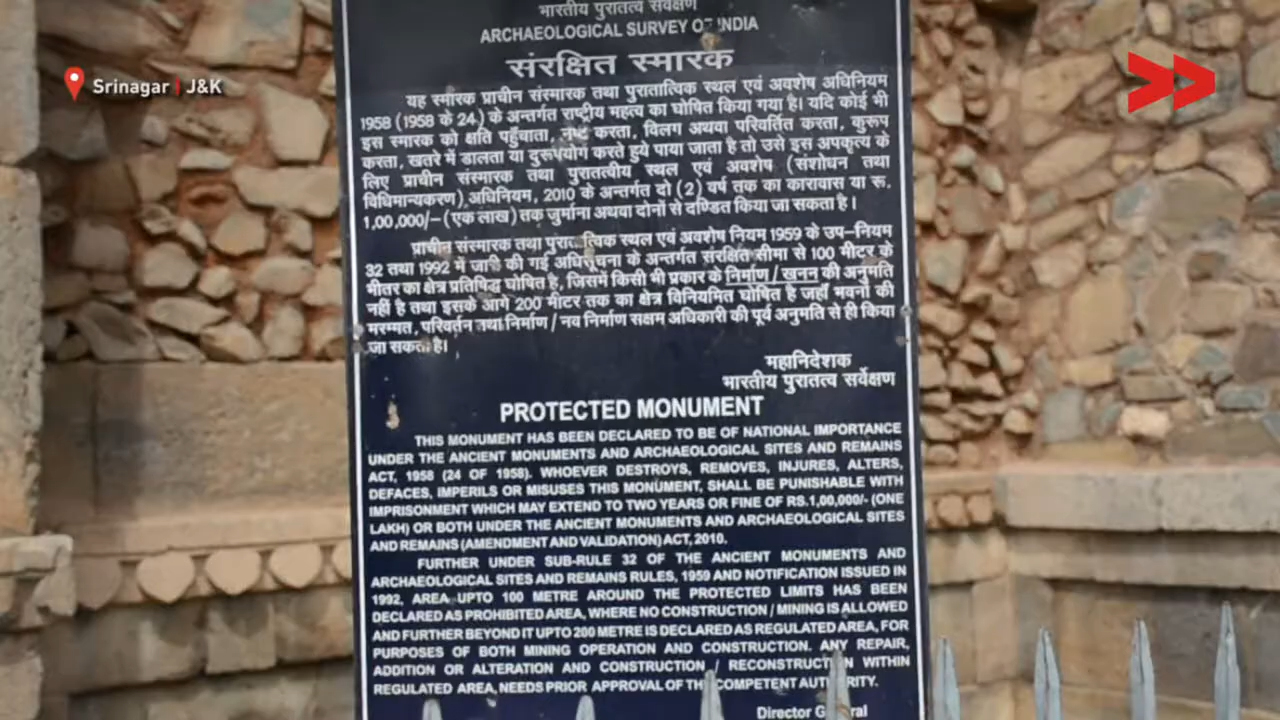 भारतीय पुरातत्व सर्वेक्षण
ARCHAEOLOGICAL SURVEY OF INDIA
संरक्षित स्मारक
Srinagar | J&K
यह स्मारक प्राचीन संस्मारक तथा पुरातात्विक स्थल एवं अवशेष अधिनियम
1958 (1958 के 24) के अन्तर्गत राष्ट्रीय महत्व का घोषित किया गया है। यदि कोई भी
इस स्मारक को क्षति पहुँचाता, नष्ट करता, विलग अथवा परिवर्तित करता, कुरूप
करता, खतरे में डालता या दुरूपयोग करते हुये पाया जाता है तो उसे इस अपकृत्य के
लिए प्राचीन संस्मारक तथा पुरातत्वीय स्थल एवं अवशेष (संशोधन तथा
विधिमान्यकरण) अधिनियम, 2010 के अन्तर्गत दो (2) वर्ष तक का कारावास या रू.
1,00,000/– (एक लाख) तक जुर्माना अथवा दोनों से दण्डित किया जा सकता है।
प्राचीन संस्मारक तथा पुरातात्विक स्थल एवं अवशेष नियम 1959 के उप–नियम
32 तथा 1992 में जारी की गई अधिसूचना के अन्तर्गत संरक्षित सीमा से 100 मीटर के
मीतर का क्षेत्र प्रतिषिद्ध घोषित है, जिसमें किसी भी प्रकार के निर्माण / खनन की अनुमति
नहीं है तथा इसके आगे 200 मीटर तक का क्षेत्र विनियमित घोषित है जहाँ भवनों की
मरम्मत, परिवर्तन तथा निर्माण / नव निर्माण सक्षम अधिकारी की पूर्व अनुमति से ही किया
जा सकता है।
महानिदेशक
भारतीय पुरातत्व सर्वेक्षण
PROTECTED MONUMENT
THIS MONUMENT HAS BEEN DECLARED TO BE OF NATIONAL IMPORTANCE
UNDER THE ANCIENT MONUMENTS AND ARCHAEOLOGICAL SITES AND REMAINS
ACT, 1958 (24 OF 1958). WHOEVER DESTROYS, REMOVES, INJURES, ALTERS,
DEFACES, IMPERILS OR MISUSES THIS MONUMENT, SHALL BE PUNISHABLE WITH
IMPRISONMENT WHICH MAY EXTEND TO TWO YEARS OR FINE OF RS.1,00,000/- (ONE
LAKH) OR BOTH UNDER THE ANCIENT MONUMENTS AND ARCHAEOLOGICAL SITES
AND REMAINS (AMENDMENT AND VALIDATION) ACT, 2010.
FURTHER UNDER SUB-RULE 32 OF THE ANCIENT MONUMENTS AND
ARCHAEOLOGICAL SITES AND REMAINS RULES, 1959 AND NOTIFICATION ISSUED IN
1992, AREA UPTO 100 METRE AROUND THE PROTECTED LIMITS HAS BEEN
DECLARED AS PROHIBITED AREA, WHERE NO CONSTRUCTION / MINING IS ALLOWED
AND FURTHER BEYOND IT UPTO 200 METRE IS DECLARED AS REGULATED AREA, FOR
PURPOSES OF BOTH MINING OPERATION AND CONSTRUCTION. ANY REPAIR,
ADDITION OR ALTERATION AND CONSTRUCTION / RECONSTRUCTION WITHIN
REGULATED AREA, NEEDS PRIOR APPROVAL OF THE COMPETENT AUTHORITY.
Director General